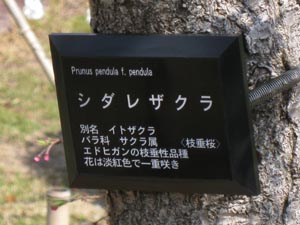 Prunus pendula f. pendula
シダレザクラ
別名　イトザクラ
バラ科　サクラ属　〈枝垂桜〉
エドヒガンの枝垂性品種
花は淡紅色で一重咲き